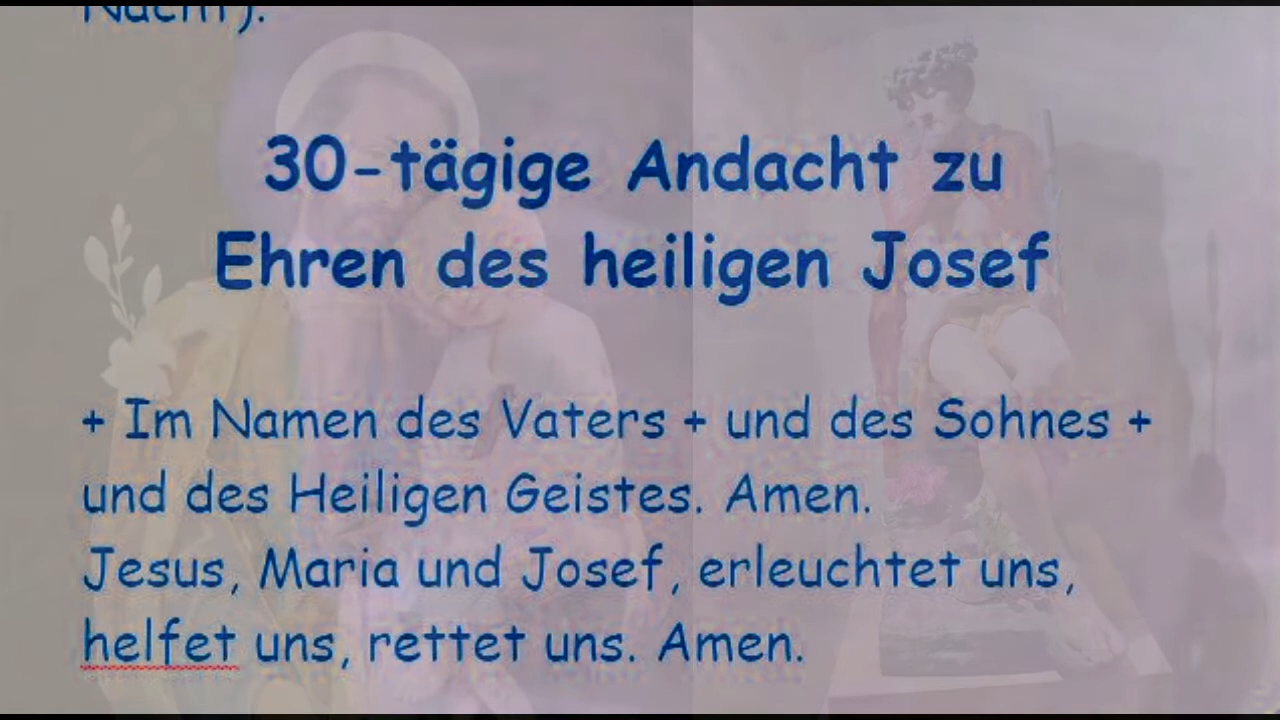 Nacht).
30-tägige Andacht zu
Ehren des heiligen Josef
+ Im Namen des Vaters + und des Sohnes +
und des Heiligen Geistes. Amen.
Jesus, Maria und Josef, erleuchtet uns,
helfet uns, rettet uns. Amen.